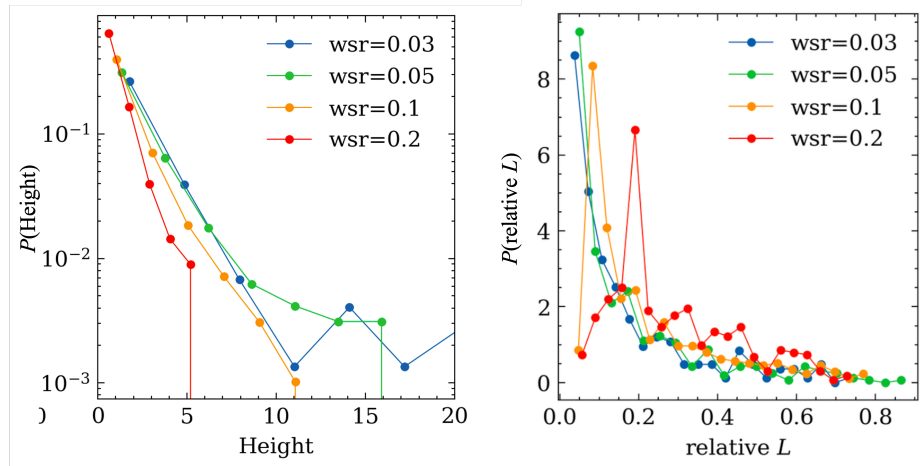 wsr=0.03
wsr=0.05
wsr=0.1
wsr=0.2
P(Height)
10⁻¹
10⁻²
10⁻³
0
5
10
15
20
Height
wsr=0.03
wsr=0.05
wsr=0.1
wsr=0.2
P(relative L)
8
6
4
2
0
0.0
0.2
0.4
0.6
0.8
relative L